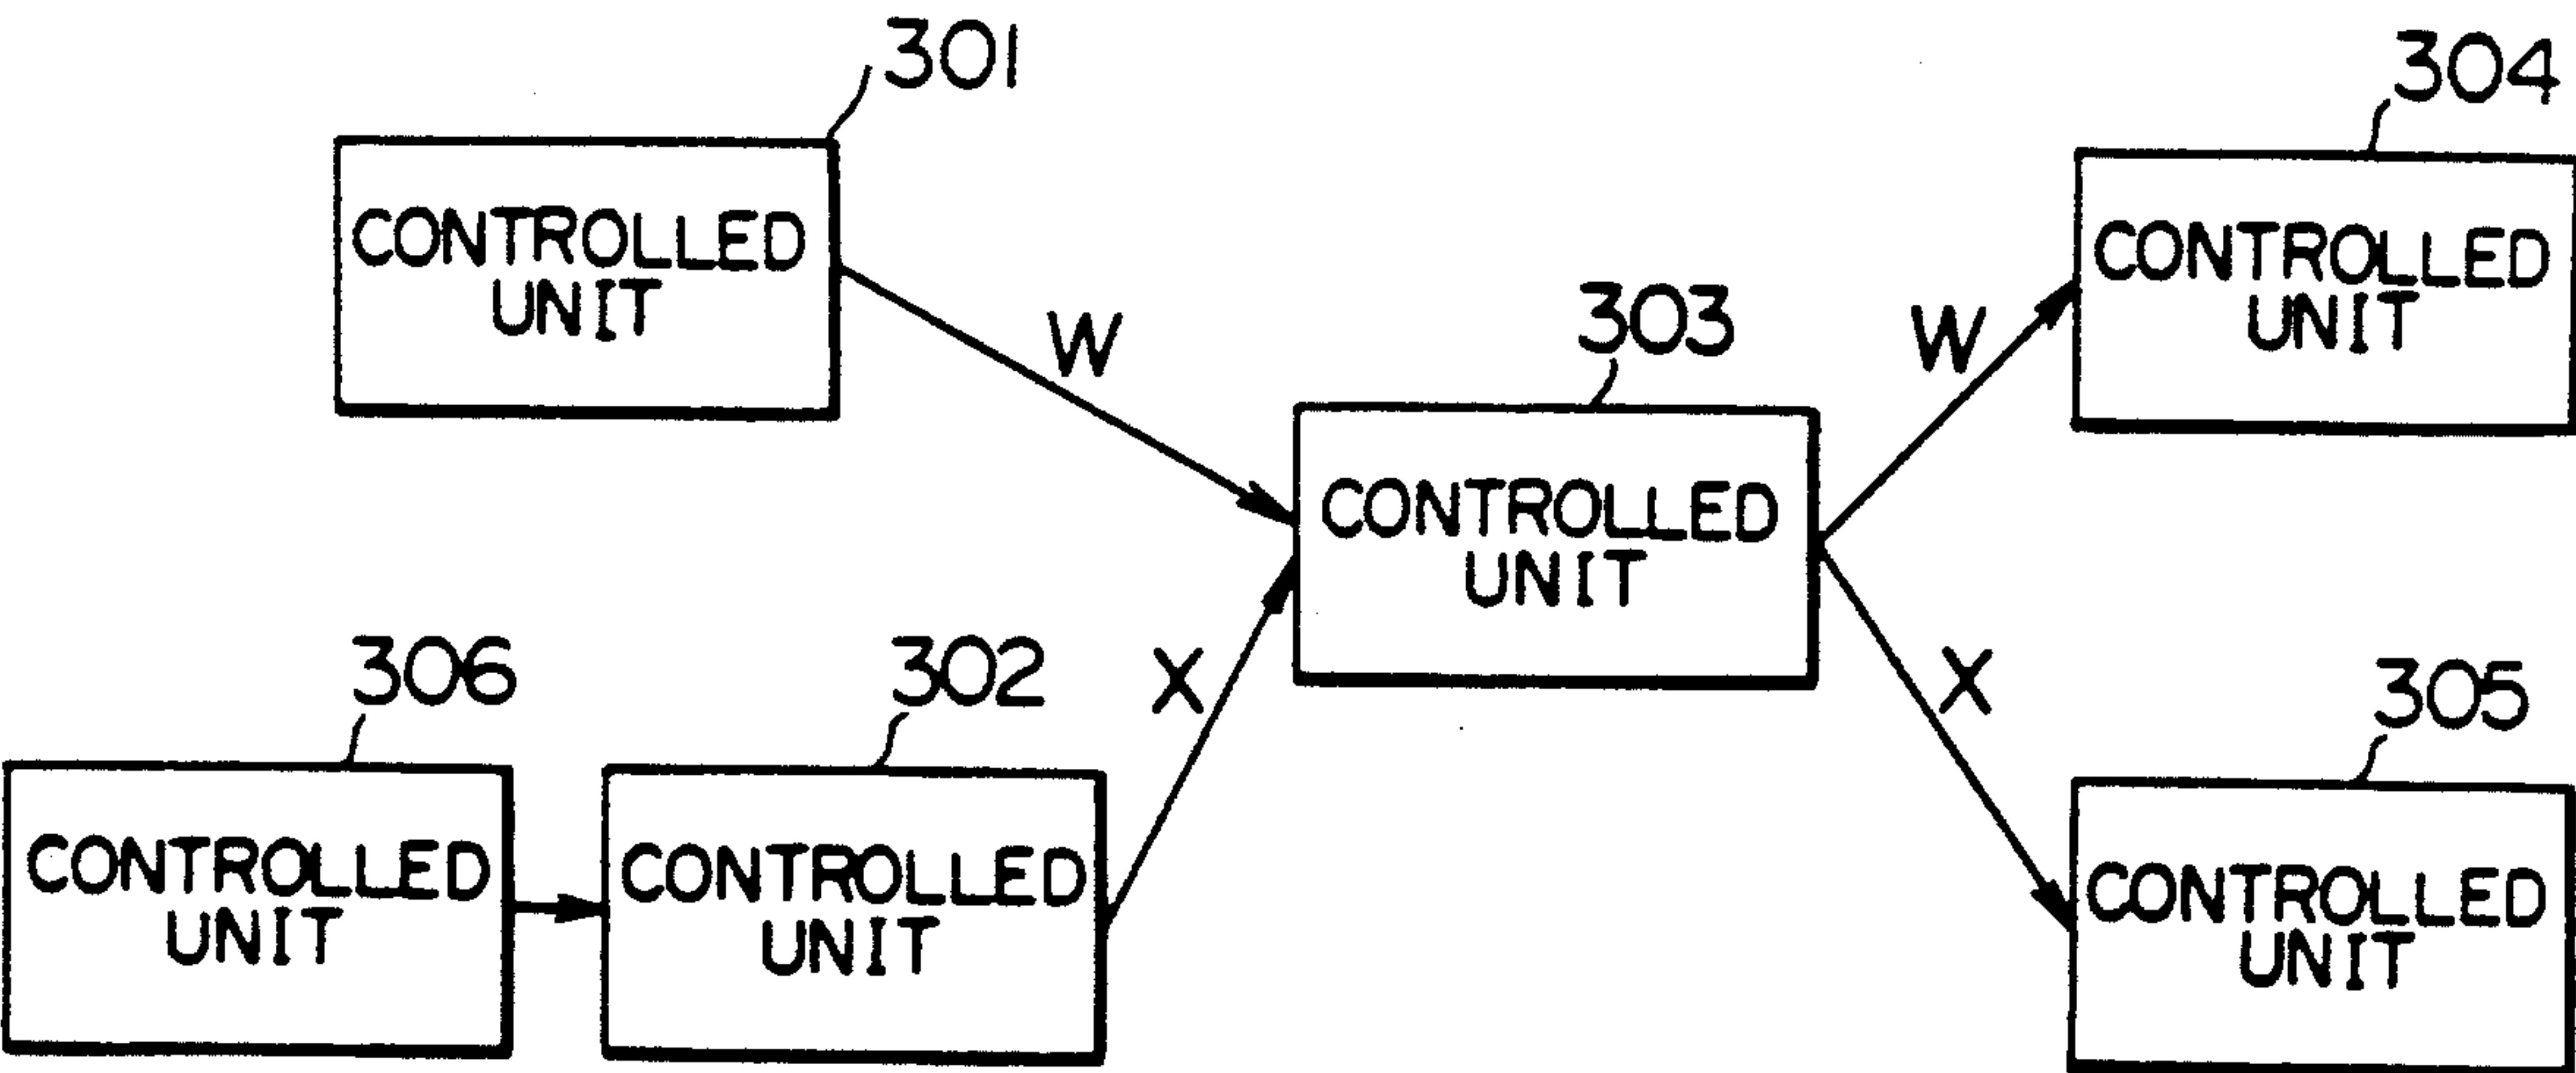 301
CONTROLLED
UNIT
304
CONTROLLED
UNIT
W
303
CONTROLLED
UNIT
W
306
CONTROLLED
UNIT
302
CONTROLLED
UNIT
X
X
305
CONTROLLED
UNIT